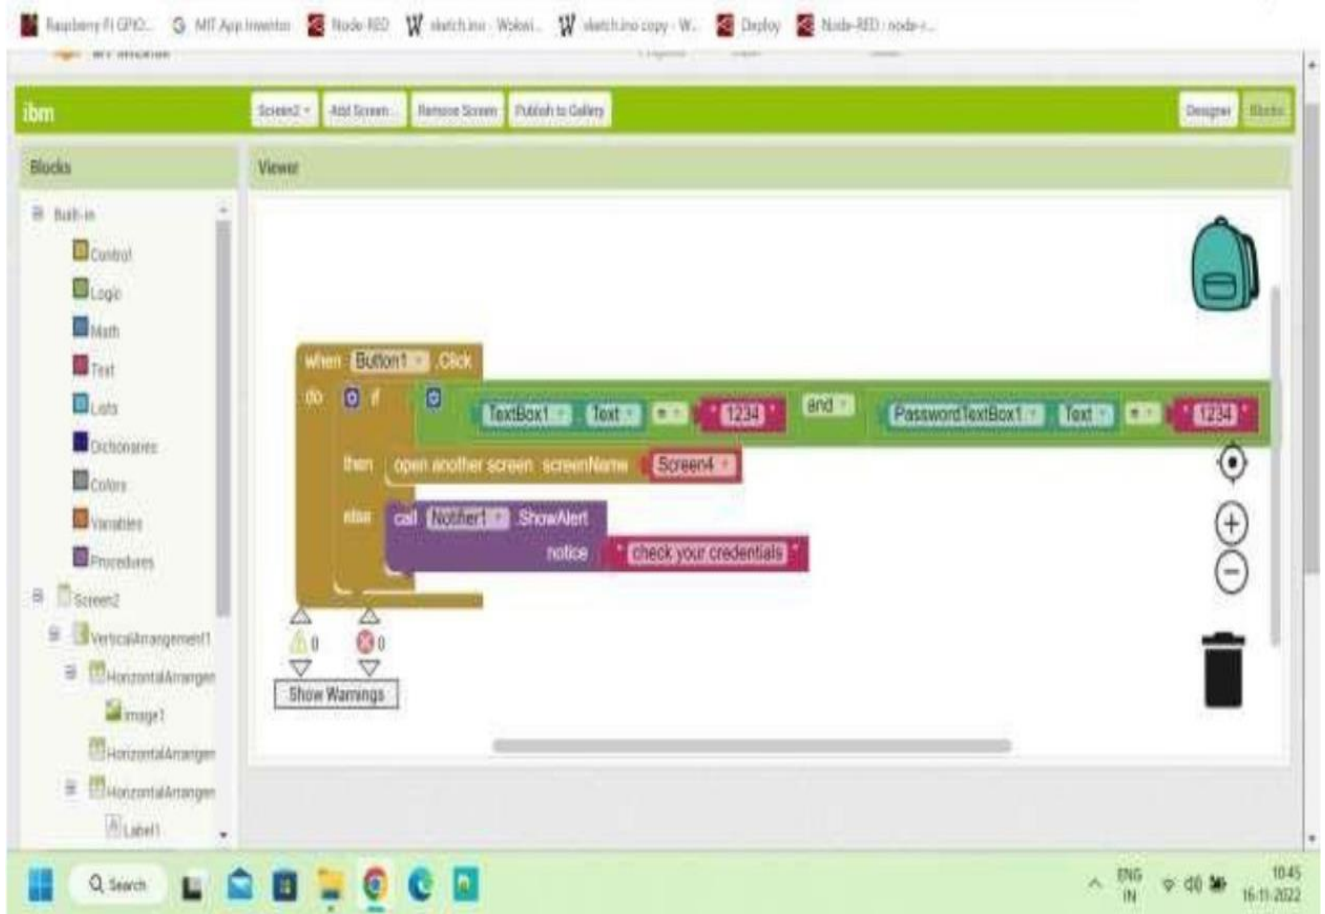 Raspberry Pi GPIO... MIT App Inventor Node-RED sketch.ino - Wokwi... sketch.ino copy - W... Deploy Node-RED : node-r...
ibm Screen2 Add Screen... Remove Screen Publish to Gallery Designer Blocks
Blocks Viewer
Built-in
Control
Logic
Math
Text
Lists
Dictionaries
Colors
Variables
Procedures
Screen2
VerticalArrangement1
HorizontalArrangem
Image1
HorizontalArrangem
HorizontalArrangem
Label1
when Button1 .Click
do if TextBox1 . Text = " 1234 " and PasswordTextBox1 . Text = " 1234 "
then open another screen screenName Screen4
else call Notifier1 .ShowAlert
notice " check your credentials "
0 0
Show Warnings
Search ENG 10:45
IN 16-11-2022